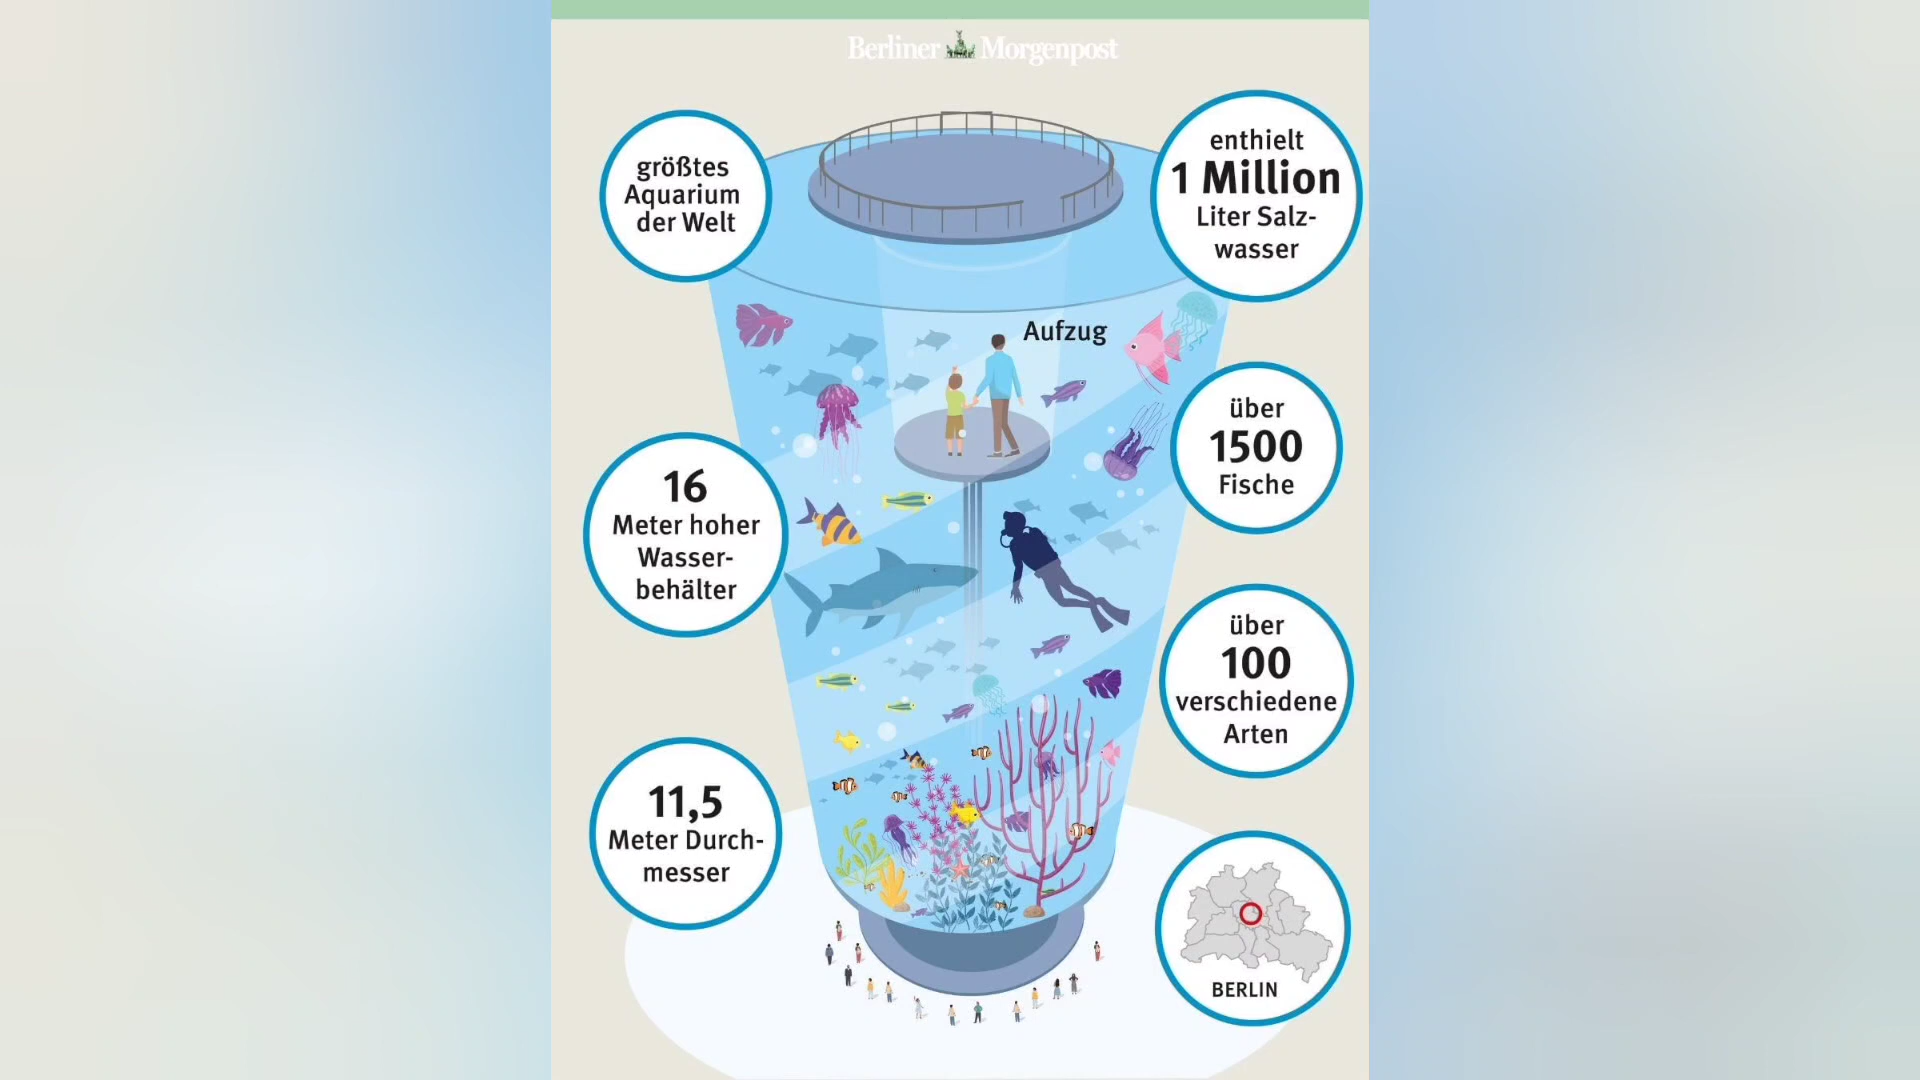 Berliner Morgenpost
größtes
Aquarium
der Welt
enthielt
1 Million
Liter Salz-
wasser
Aufzug
über
1500
Fische
16
Meter hoher
Wasser-
behälter
über
100
verschiedene
Arten
11,5
Meter Durch-
messer
BERLIN